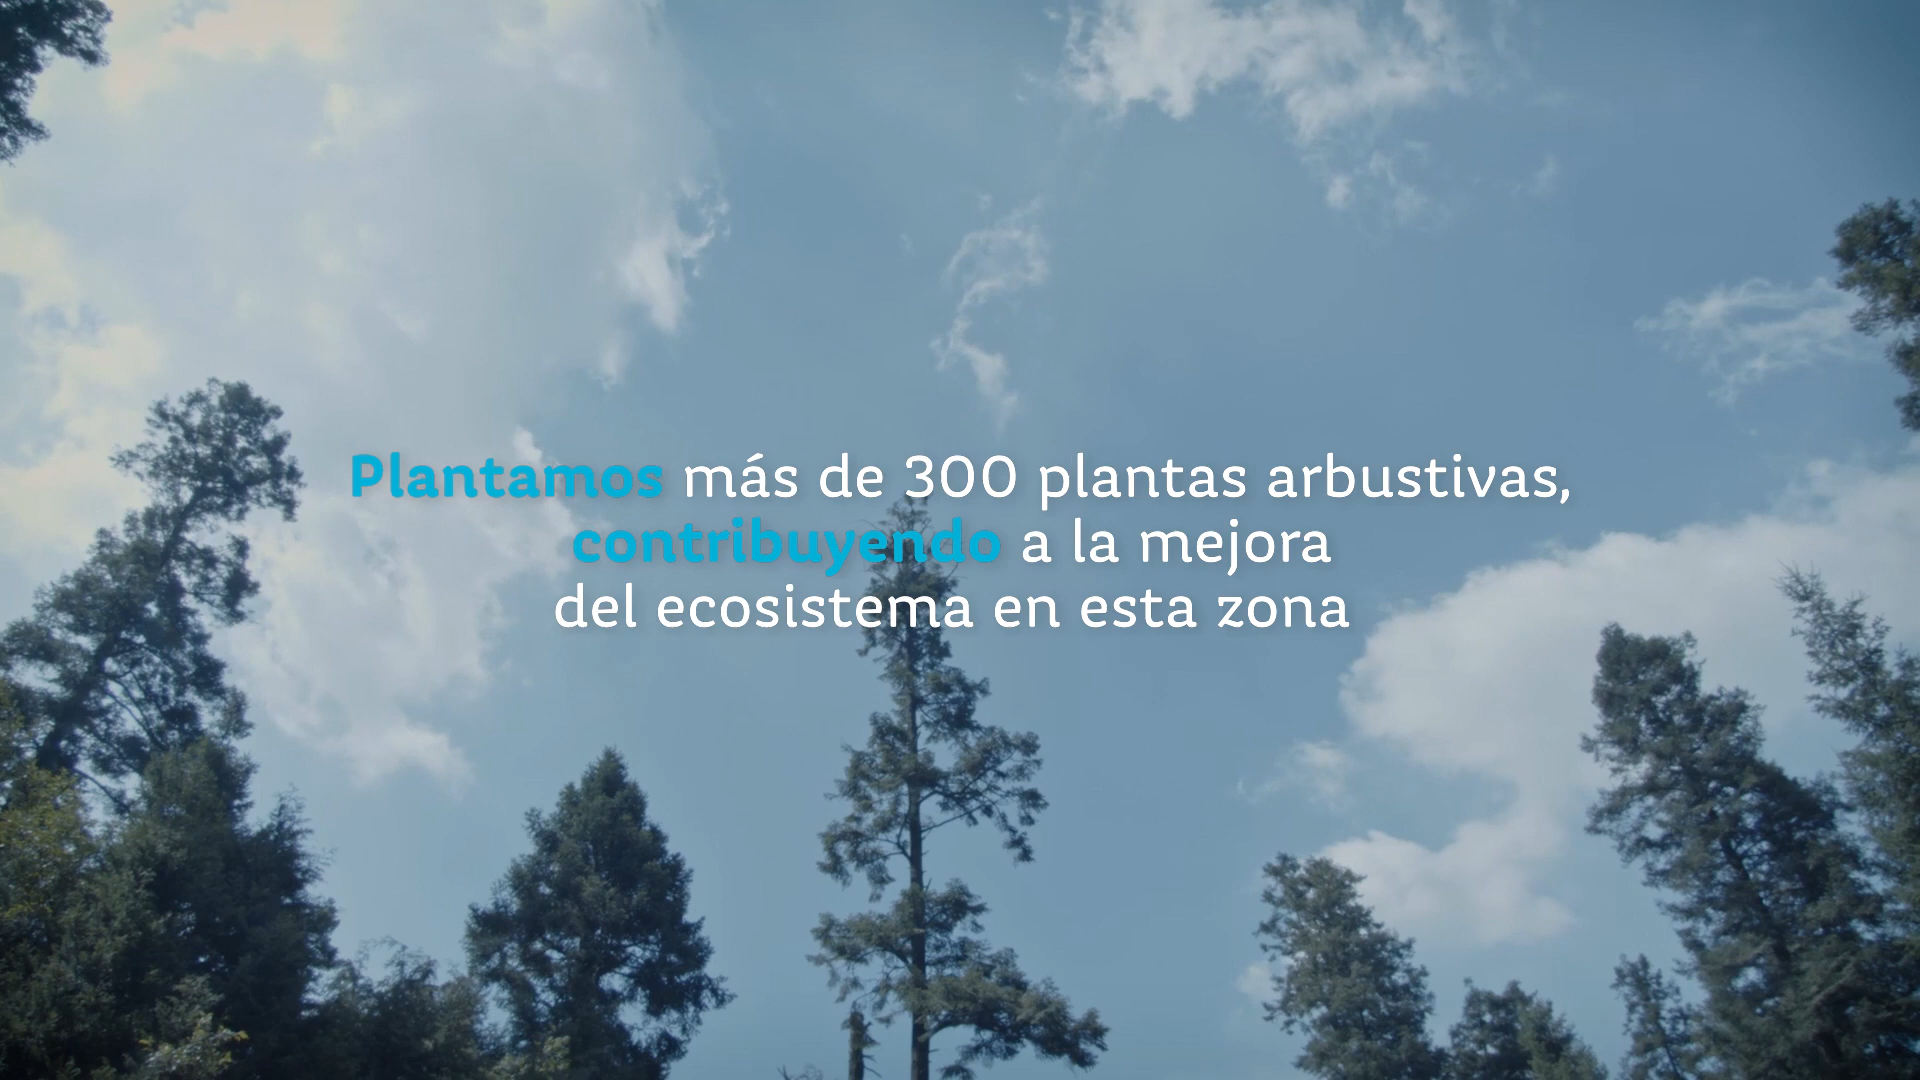 Plantamos más de 300 plantas arbustivas,
contribuyendo a la mejora
del ecosistema en esta zona